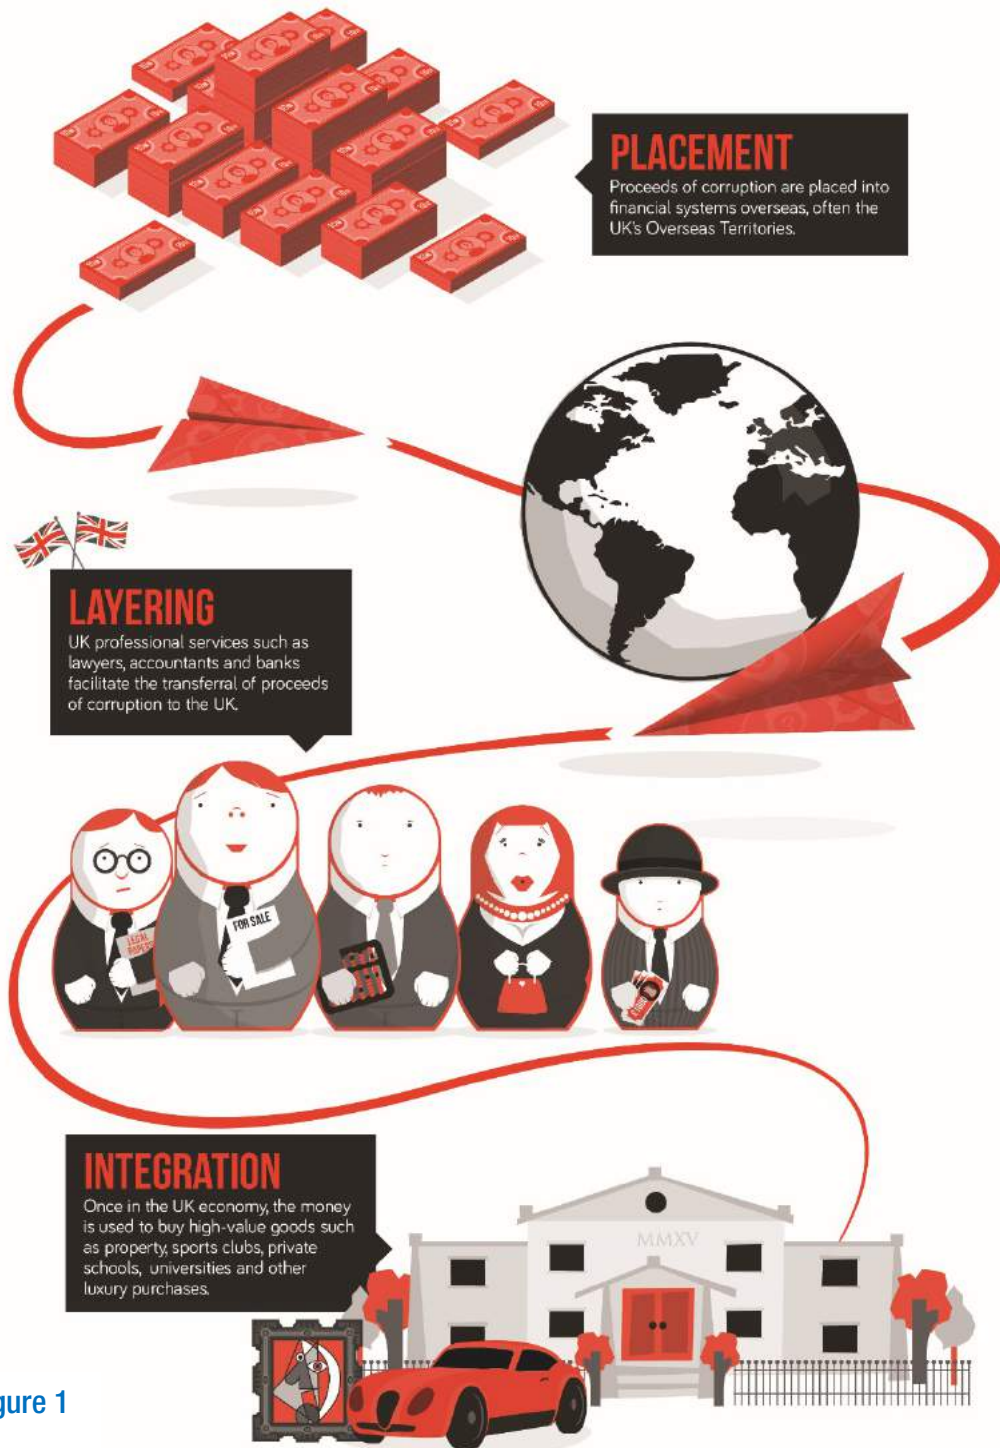 PLACEMENT
Proceeds of corruption are placed into
financial systems overseas, often the
UK's Overseas Territories.
LAYERING
UK professional services such as
lawyers, accountants and banks
facilitate the transferral of proceeds
of corruption to the UK.
LEGAL
FOR SALE
INTEGRATION
Once in the UK economy, the money
is used to buy high-value goods such
as property, sports clubs, private
schools, universities and other
luxury purchases.
MMXV
gure 1